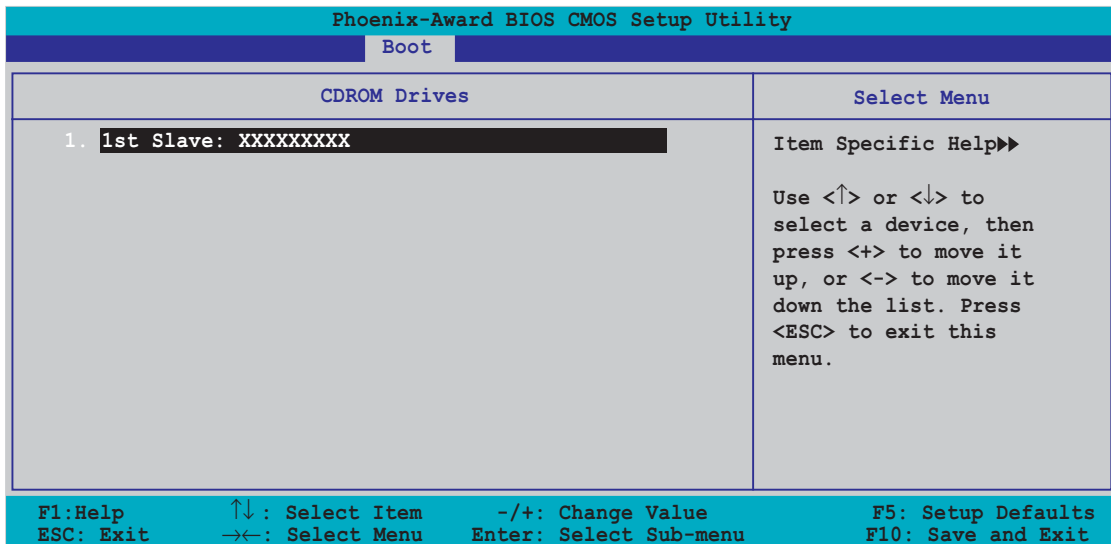 Phoenix-Award BIOS CMOS Setup Utility
Boot
CDROM Drives
Select Menu
1. 1st Slave: XXXXXXXXX
Item Specific Help▶▶
Use <↑> or <↓> to
select a device, then
press <+> to move it
up, or <-> to move it
down the list. Press
<ESC> to exit this
menu.
F1:Help ↑↓ : Select Item -/+: Change Value F5: Setup Defaults
ESC: Exit →←: Select Menu Enter: Select Sub-menu F10: Save and Exit